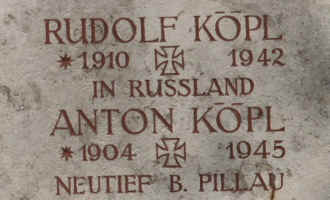 RUDOLF KÖPL
*1910 ✠ 1942
IN RUSSLAND
ANTON KÖPL
*1904 ✠ 1945
NEUTIEF B. PILLAU